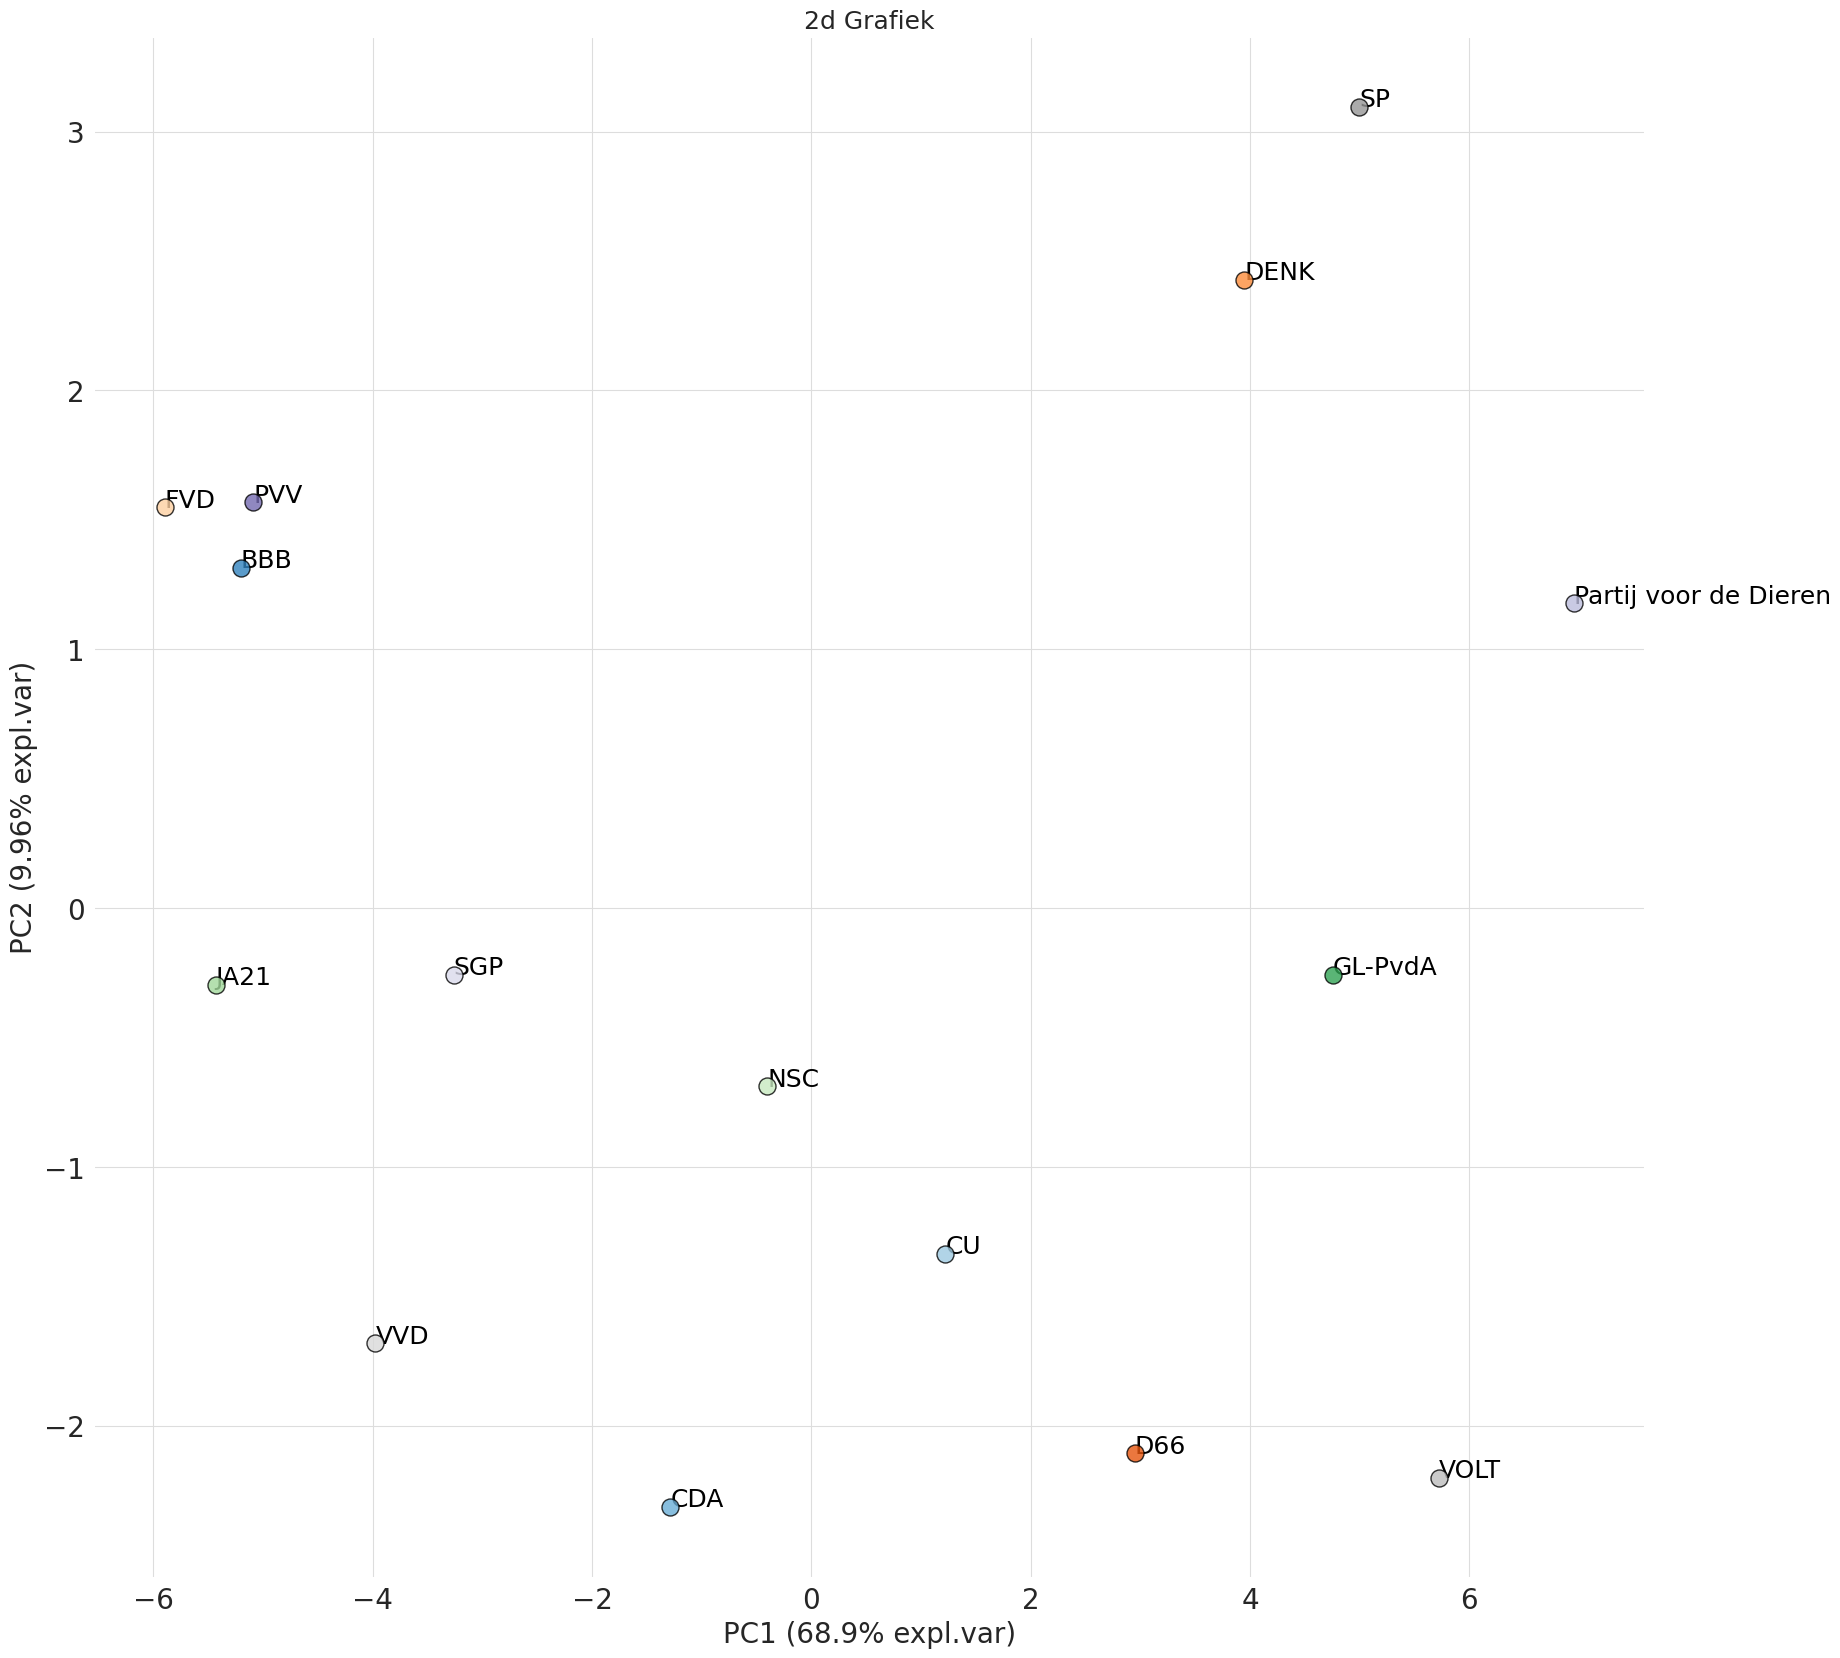 2d Grafiek
SP
3
DENK
2
FVD
PVV
BBB
Partij voor de Dieren
1
PC2 (9.96% expl.var)
0
JA21
SGP
GL-PvdA
NSC
−1
CU
VVD
−2
D66
VOLT
CDA
−6 −4 −2 0 2 4 6
PC1 (68.9% expl.var)